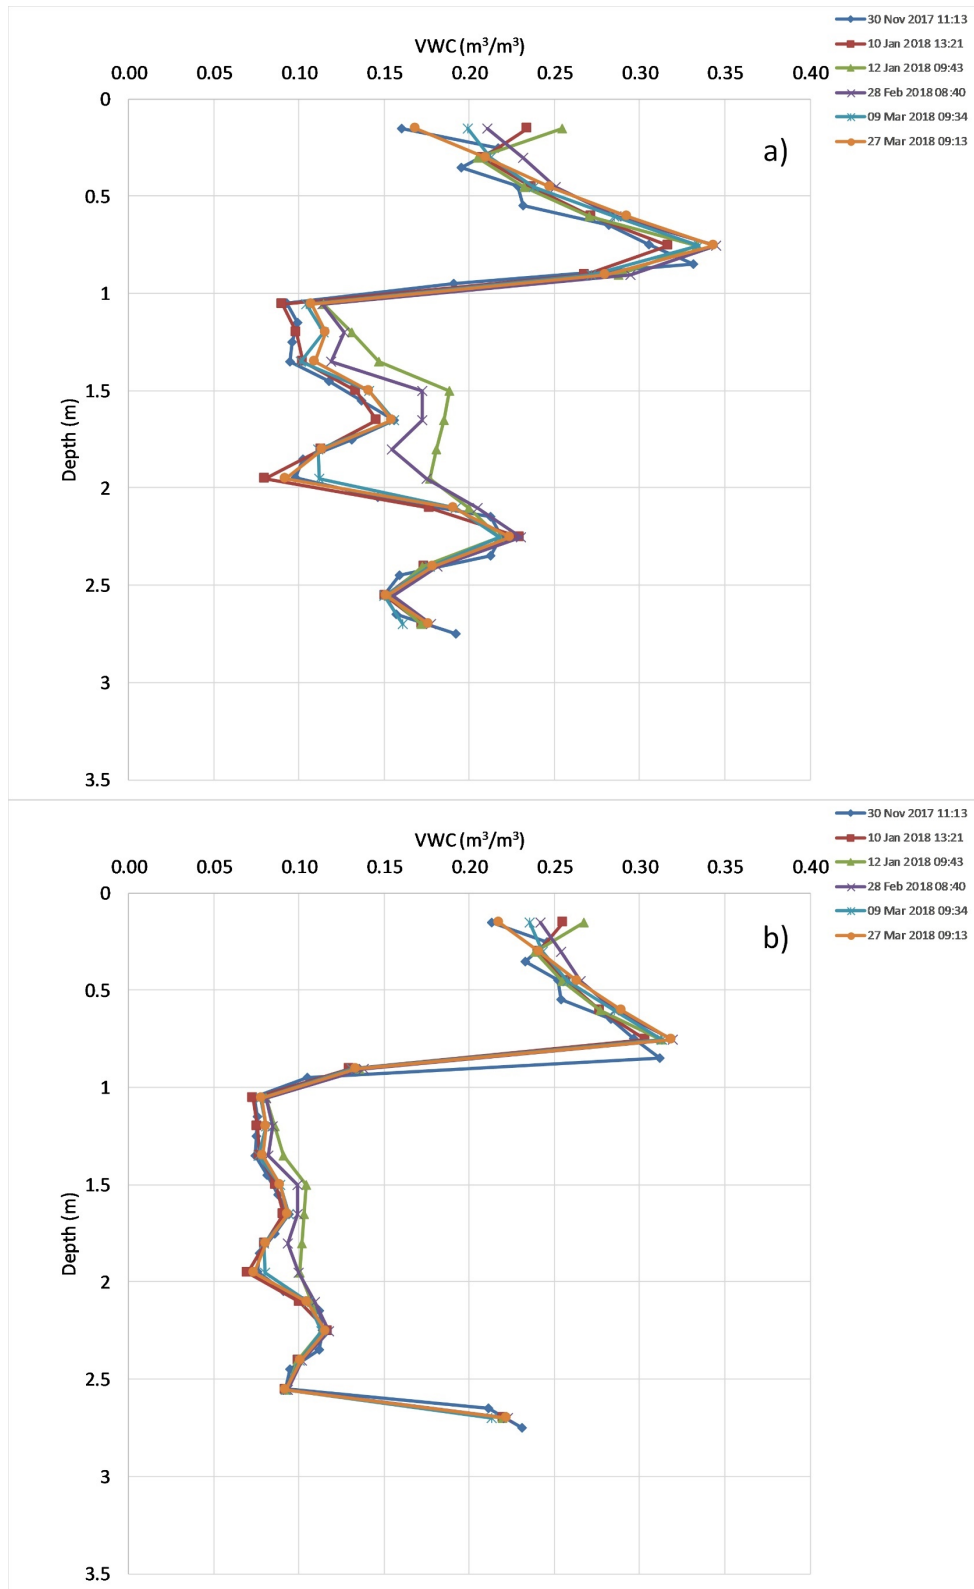 30 Nov 2017 11:13
10 Jan 2018 13:21
12 Jan 2018 09:43
28 Feb 2018 08:40
09 Mar 2018 09:34
27 Mar 2018 09:13
VWC (m³/m³)
0.00 0.05 0.10 0.15 0.20 0.25 0.30 0.35 0.40
a)
Depth (m)
0
0.5
1
1.5
2
2.5
3
3.5
30 Nov 2017 11:13
10 Jan 2018 13:21
12 Jan 2018 09:43
28 Feb 2018 08:40
09 Mar 2018 09:34
27 Mar 2018 09:13
VWC (m³/m³)
0.00 0.05 0.10 0.15 0.20 0.25 0.30 0.35 0.40
b)
Depth (m)
0
0.5
1
1.5
2
2.5
3
3.5